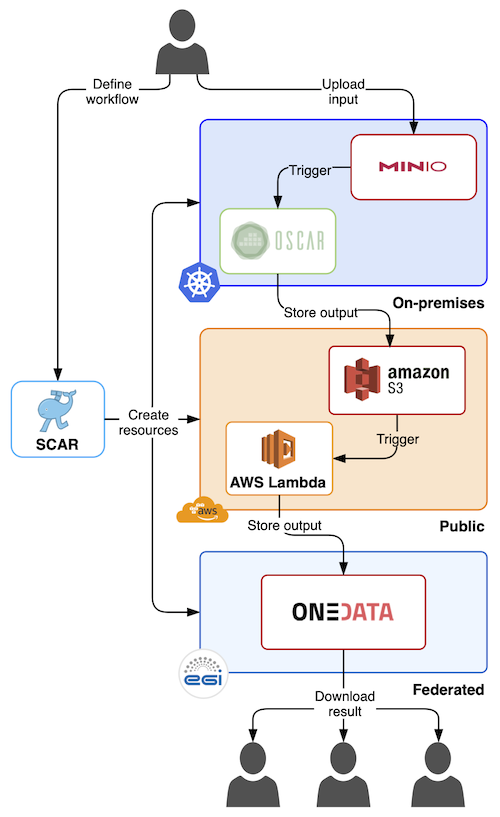 Define
workflow
Upload
input
MINIO
Trigger
OSCAR
On-premises
Store output
amazon
S3
SCAR
Create
resources
Trigger
AWS Lambda
aws
Public
Store output
ONEDATA
eGI
Federated
Download
result